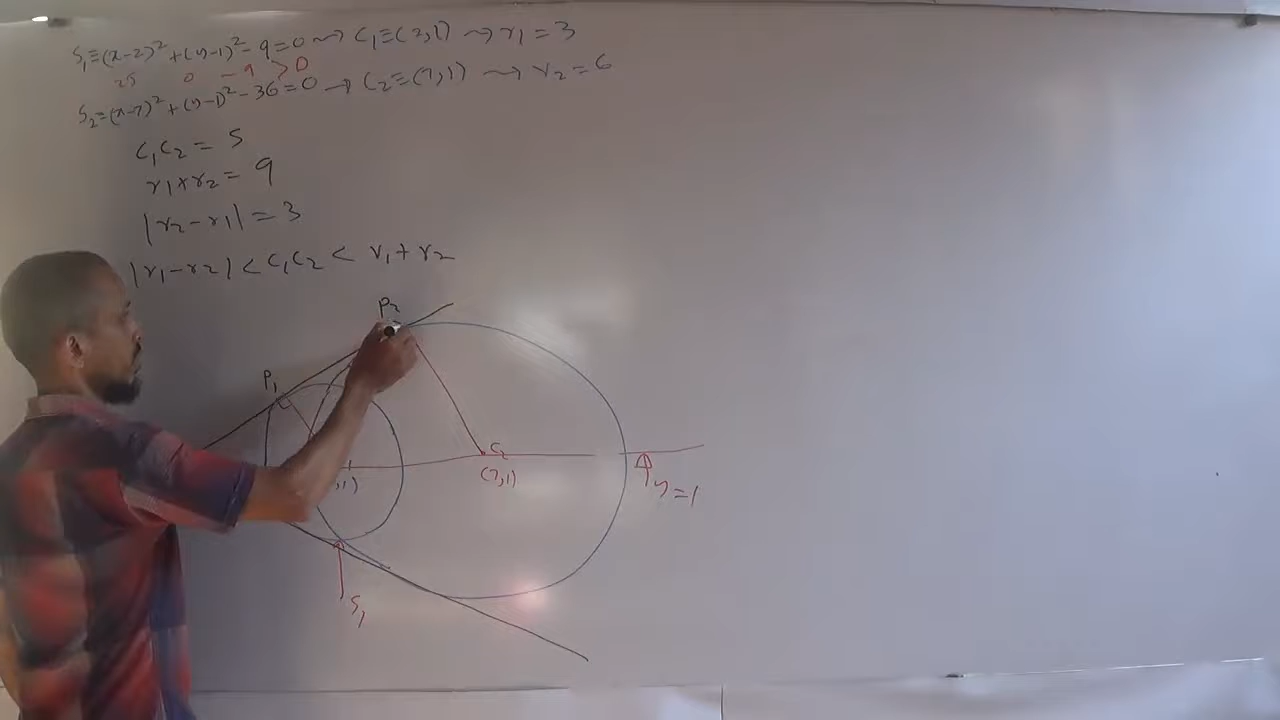 S₁≡(x-2)²+(y-1)²-9=0 ⇝ C₁≡(2,1) ⇝ r₁=3
25 0 -9 >0
S₂≡(x-7)²+(y-1)²-36=0 → C₂≡(7,1) ⇝ r₂=6
C₁C₂ = 5
r₁+r₂ = 9
|r₂-r₁| = 3
|r₁-r₂| < C₁C₂ < r₁+r₂
P₂
P₁
C₂
,1)
(7,1)
y=1
S₁